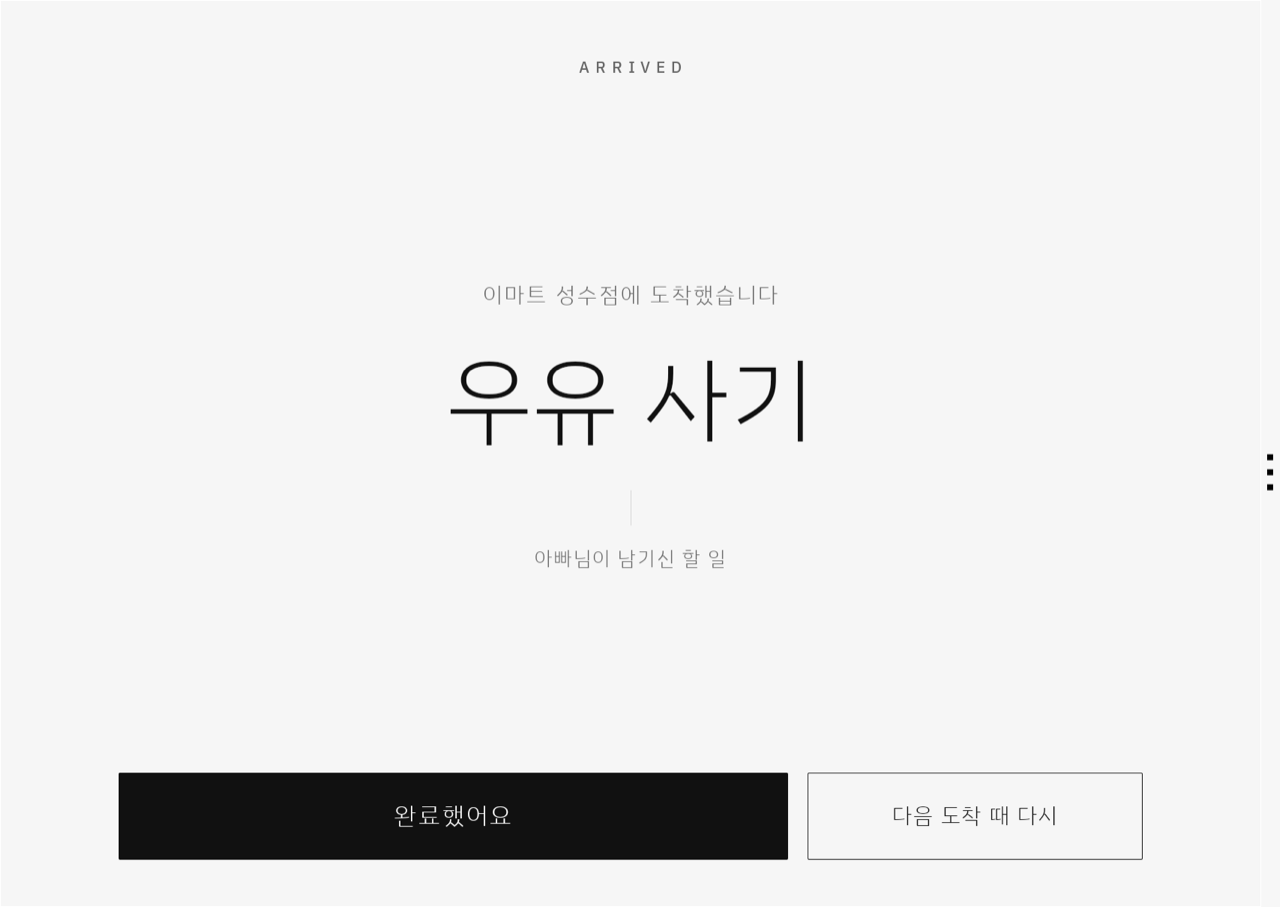 ARRIVED
이마트 성수점에 도착했습니다
우유 사기
아빠님이 남기신 할 일
완료했어요
다음 도착 때 다시